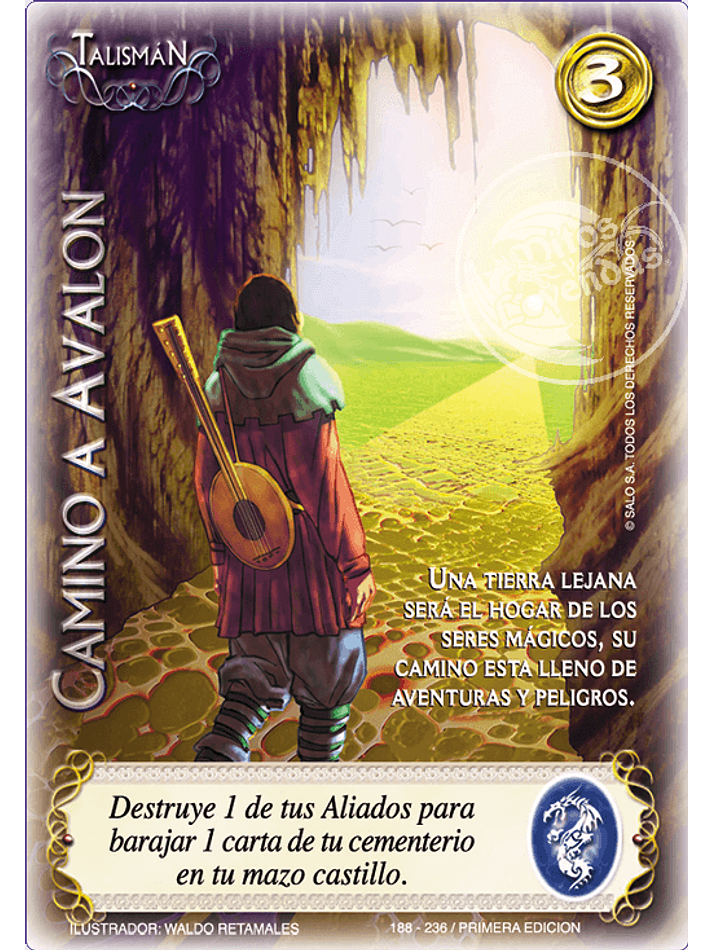 TALISMÁN
3
CAMINO A AVALON
mitos
y
Leyendas
© SALO S.A. TODOS LOS DERECHOS RESERVADOS
UNA TIERRA LEJANA
SERÁ EL HOGAR DE LOS
SERES MÁGICOS, SU
CAMINO ESTA LLENO DE
AVENTURAS Y PELIGROS.
Destruye 1 de tus Aliados para
barajar 1 carta de tu cementerio
en tu mazo castillo.
ILUSTRADOR: WALDO RETAMALES
188 - 236 / PRIMERA EDICION